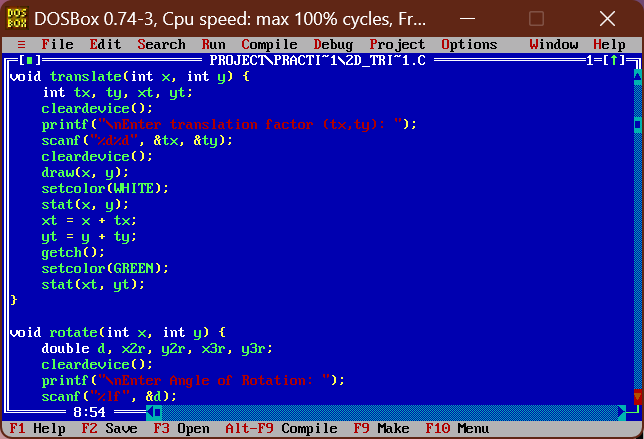 DOS BOX DOSBox 0.74-3, Cpu speed: max 100% cycles, Fr...
≡ File Edit Search Run Compile Debug Project Options Window Help
[■] PROJECT\PRACTI~1\2D_TRI~1.C 1=[↑]
void translate(int x, int y) {
    int tx, ty, xt, yt;
    cleardevice();
    printf("\nEnter translation factor (tx,ty): ");
    scanf("%d%d", &tx, &ty);
    cleardevice();
    draw(x, y);
    setcolor(WHITE);
    stat(x, y);
    xt = x + tx;
    yt = y + ty;
    getch();
    setcolor(GREEN);
    stat(xt, yt);
}
void rotate(int x, int y) {
    double d, x2r, y2r, x3r, y3r;
    cleardevice();
    printf("\nEnter Angle of Rotation: ");
    scanf("%lf", &d);
8:54
F1 Help F2 Save F3 Open Alt-F9 Compile F9 Make F10 Menu